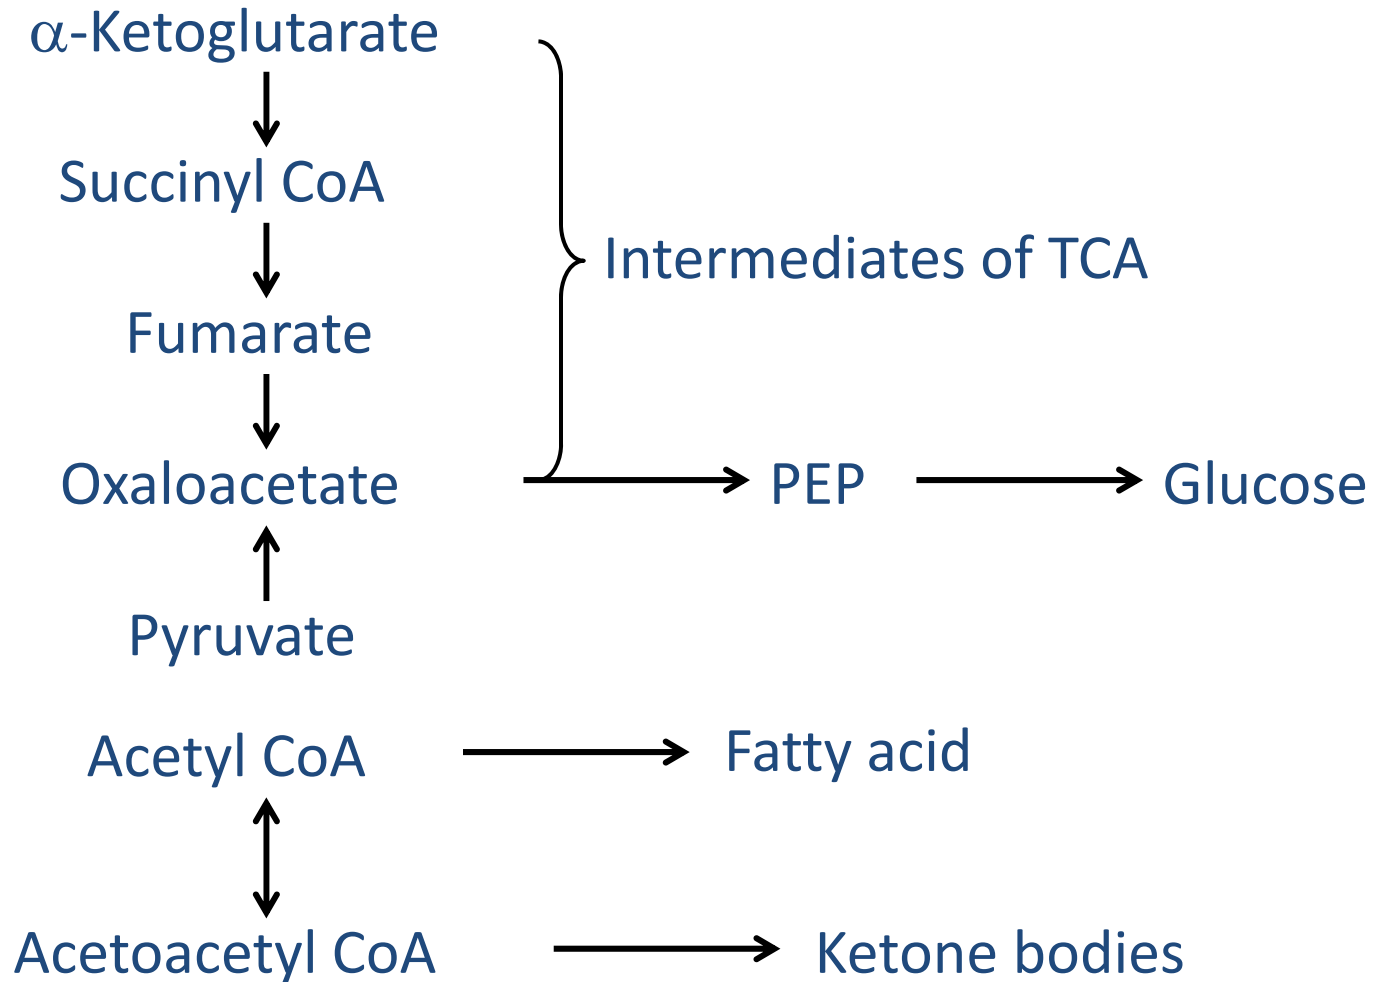 α-Ketoglutarate
Succinyl CoA
Intermediates of TCA
Fumarate
Oxaloacetate
PEP
Glucose
Pyruvate
Acetyl CoA
Fatty acid
Acetoacetyl CoA
Ketone bodies